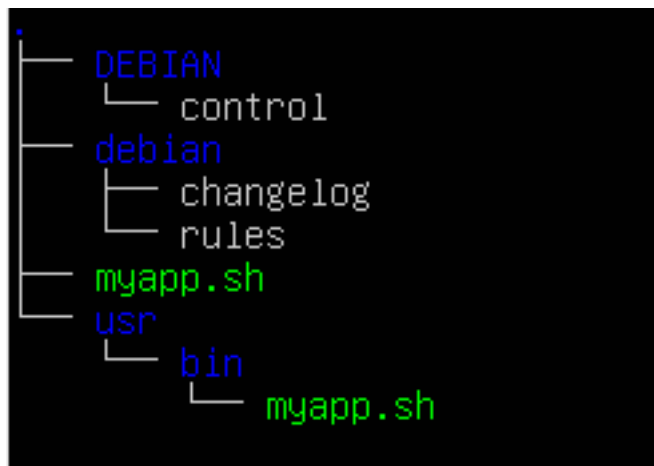 .
├── DEBIAN
│   └── control
├── debian
│   ├── changelog
│   └── rules
├── myapp.sh
└── usr
    └── bin
        └── myapp.sh